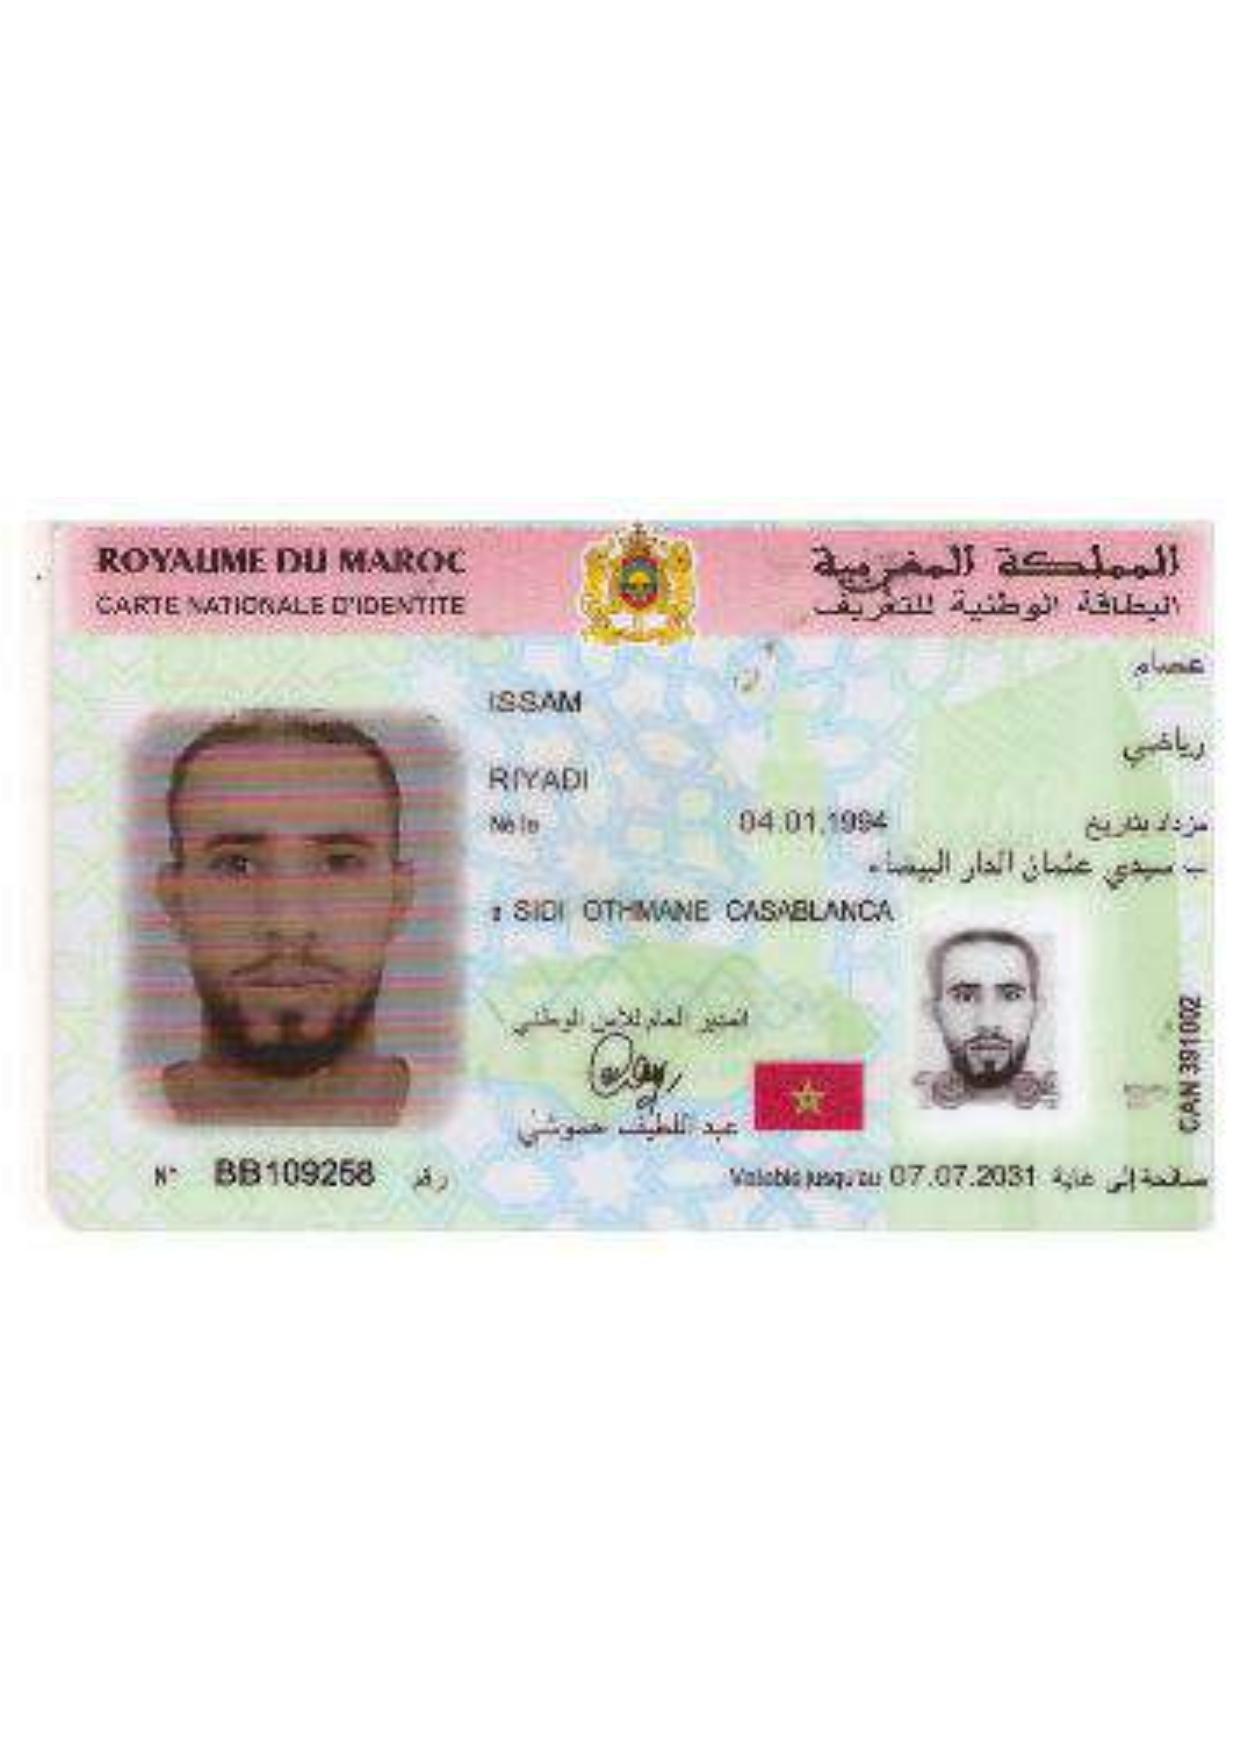 ROYAUME DU MAROC
المملكة المغربية
CARTE NATIONALE D'IDENTITE
البطاقة الوطنية للتعريف
عصام
ISSAM
رياضي
RIYADI
Né le 04.01.1994 مزداد بتاريخ
بـ سيدي عثمان الدار البيضاء
à SIDI OTHMANE CASABLANCA
المدير العام للأمن الوطني
عبد اللطيف حموشي
CAN 391002
N° BB109258 رقم
Valable jusqu'au 07.07.2031 صالحة إلى غاية